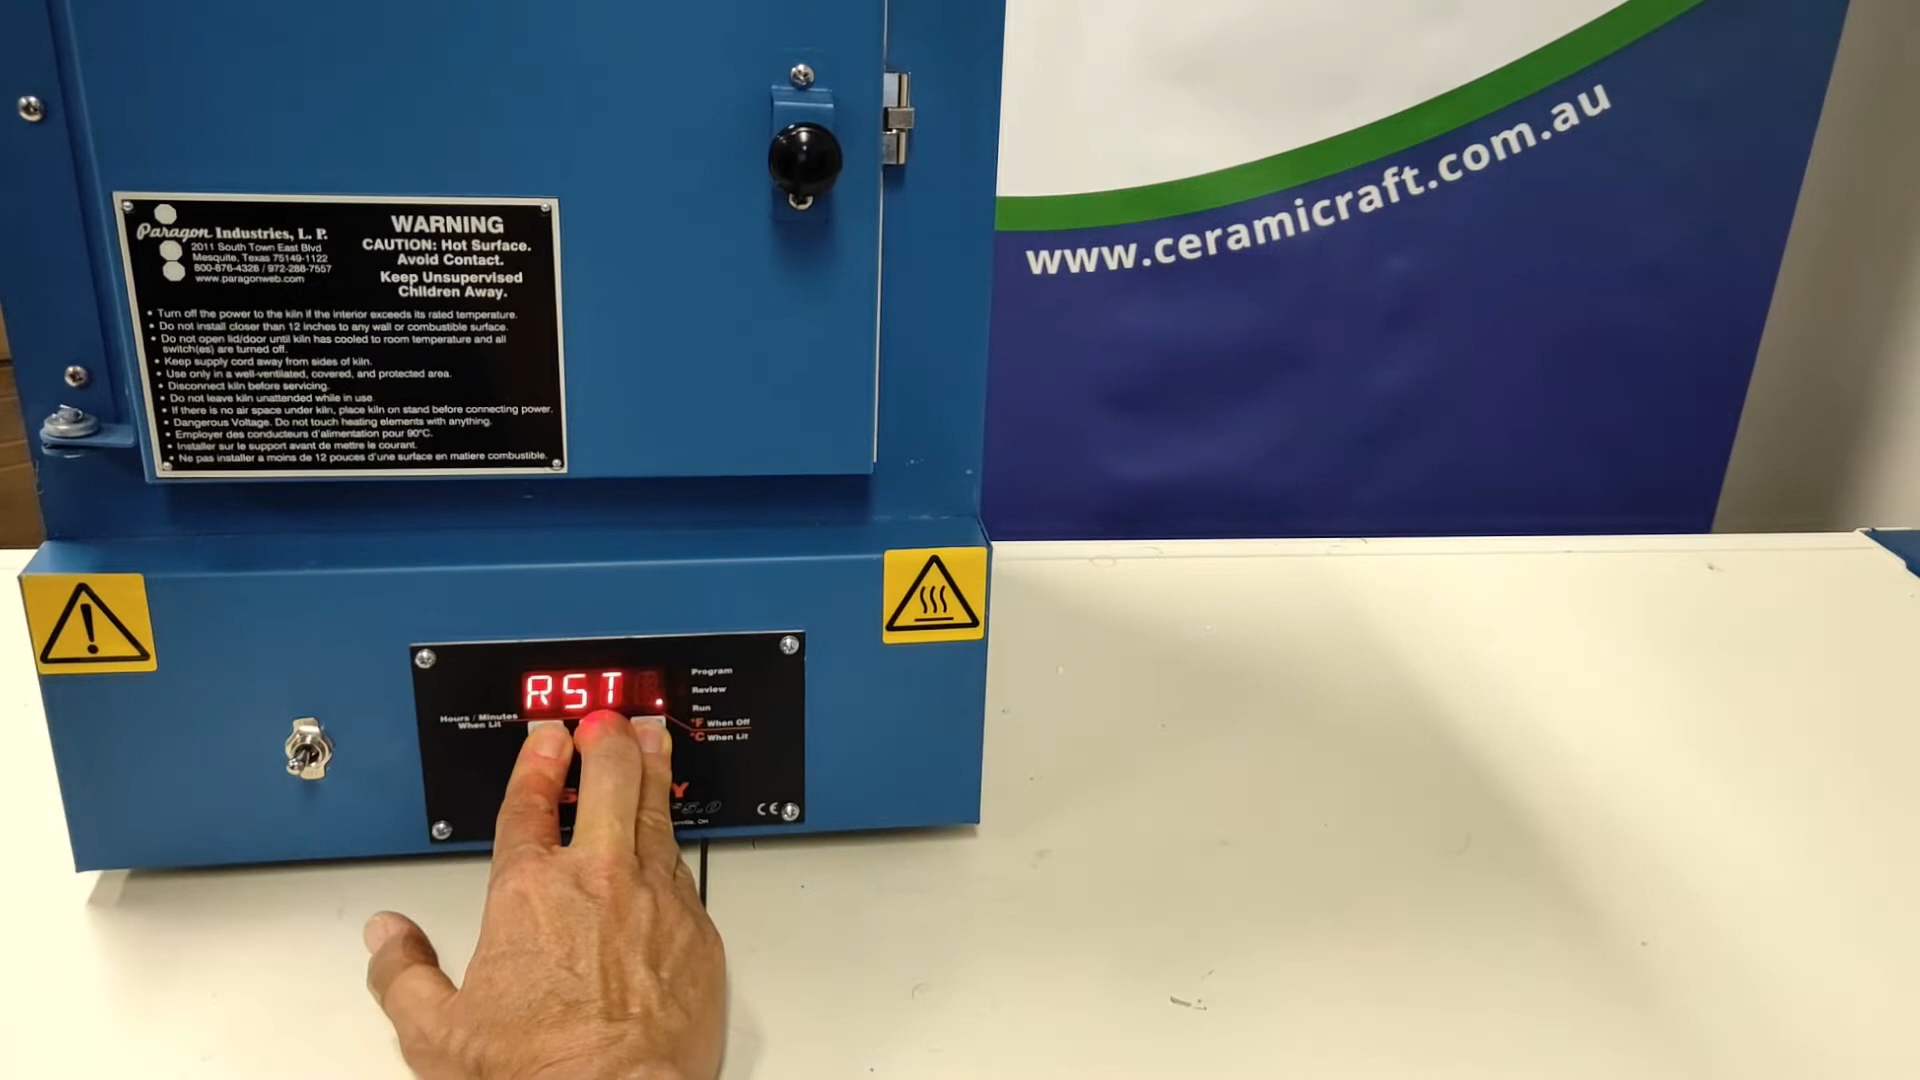 www.ceramicraft.com.au
Paragon Industries, L. P.
2011 South Town East Blvd
Mesquite, Texas 75149-1122
800-876-4328 / 972-288-7557
www.paragonweb.com
WARNING
CAUTION: Hot Surface.
Avoid Contact.
Keep Unsupervised
Children Away.
• Turn off the power to the kiln if the interior exceeds its rated temperature.
• Do not install closer than 12 inches to any wall or combustible surface.
• Do not open lid/door until kiln has cooled to room temperature and all
switch(es) are turned off.
• Keep supply cord away from sides of kiln.
• Use only in a well-ventilated, covered, and protected area.
• Disconnect kiln before servicing.
• Do not leave kiln unattended while in use.
• If there is no air space under kiln, place kiln on stand before connecting power.
• Dangerous Voltage. Do not touch heating elements with anything.
• Employer des conducteurs d'alimentation pour 90°C.
• Installer sur le support avant de mettre le courant.
• Ne pas installer a moins de 12 pouces d'une surface en matiere combustible.
RST .
Program
Review
Run
°F When Off
°C When Lit
Hours / Minutes
When Lit
5.0
CE
OH